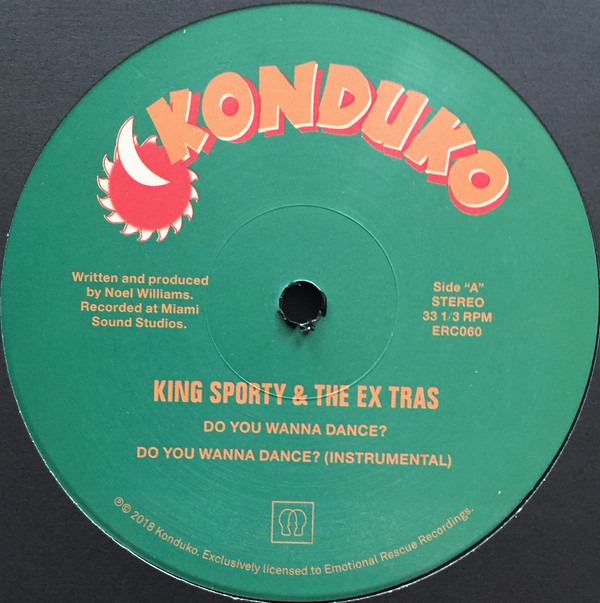 KONDUKO
Written and produced
by Noel Williams.
Recorded at Miami
Sound Studios.
Side "A"
STEREO
33 1/3 RPM
ERC060
KING SPORTY & THE EX TRAS
DO YOU WANNA DANCE?
DO YOU WANNA DANCE? (INSTRUMENTAL)
℗© 2018 Konduko. Exclusively licensed to Emotional Rescue Recordings.